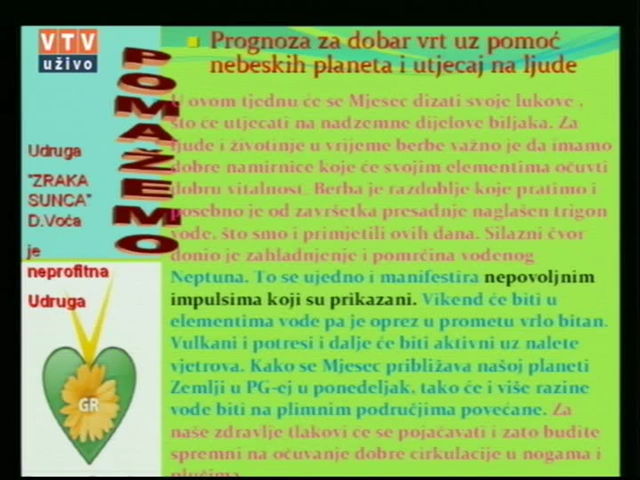 VTV
uživo
POMAŽEMO
Udruga
"ZRAKA
SUNCA"
D.Voća
je
neprofitna
Udruga
GR
Prognoza za dobar vrt uz pomoć
nebeskih planeta i utjecaj na ljude
U ovom tjednu će se Mjesec dizati svoje lukove ,
što će utjecati na nadzemne dijelove biljaka. Za
ljude i životinje u vrijeme berbe važno je da imamo
dobre namirnice koje će svojim elementima očuvti
dobru vitalnost. Berba je razdoblje koje pratimo i
posebno je od završetka presadnje naglašen trigon
vode, što smo i primjetili ovih dana. Silazni čvor
donio je zahladnjenje i pomrčina vodenog
Neptuna. To se ujedno i manifestira nepovoljnim
impulsima koji su prikazani. Vikend će biti u
elementima vode pa je oprez u prometu vrlo bitan.
Vulkani i potresi i dalje će biti aktivni uz nalete
vjetrova. Kako se Mjesec približava našoj planeti
Zemlji u PG-ej u ponedeljak, tako će i više razine
vode biti na plimnim područjima povećane. Za
naše zdravlje tlakovi će se pojačavati i zato budite
spremni na očuvanje dobre cirkulacije u nogama i
plućima